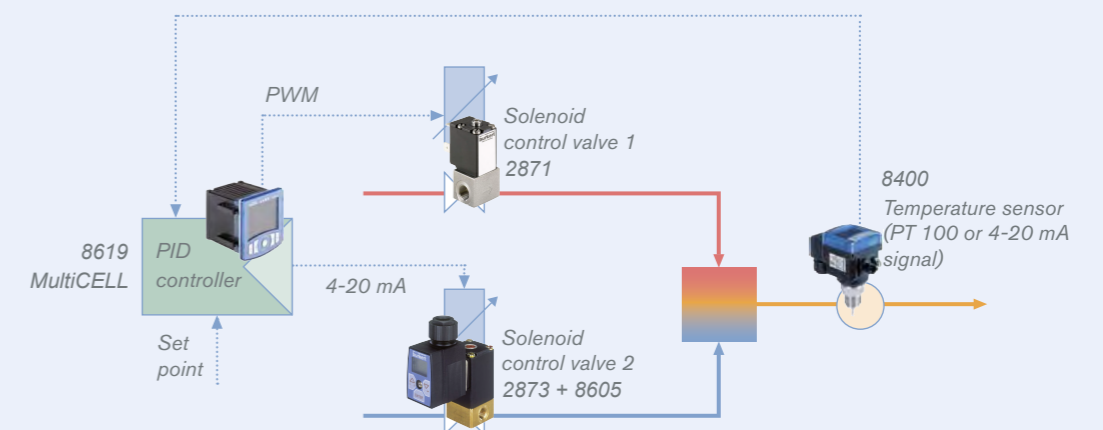 PWM
Solenoid
control valve 1
2871
8400
Temperature sensor
(PT 100 or 4-20 mA
signal)
8619
MultiCELL
PID
controller
4-20 mA
Set
point
Solenoid
control valve 2
2873 + 8605